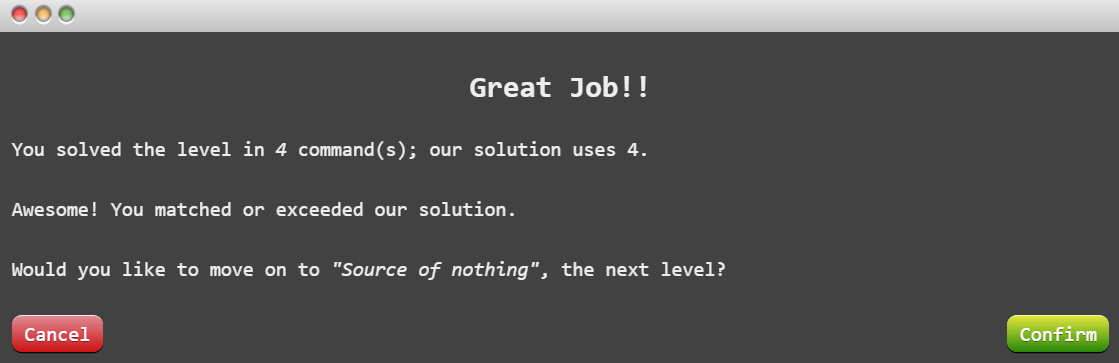 Great Job!!
You solved the level in 4 command(s); our solution uses 4.
Awesome! You matched or exceeded our solution.
Would you like to move on to "Source of nothing", the next level?
Cancel
Confirm